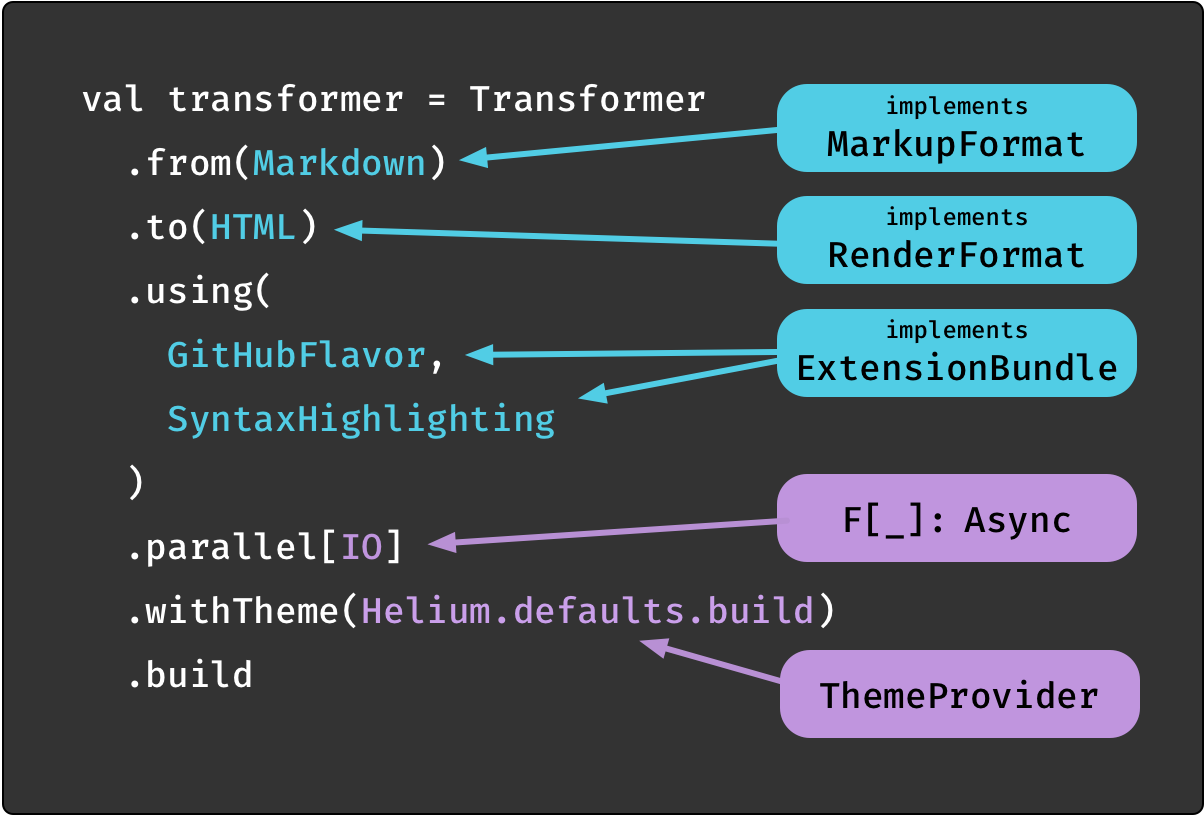 val transformer = Transformer
.from(Markdown)
.to(HTML)
.using(
GitHubFlavor,
SyntaxHighlighting
)
.parallel[IO]
.withTheme(Helium.defaults.build)
.build
implements
MarkupFormat
implements
RenderFormat
implements
ExtensionBundle
F[_]: Async
ThemeProvider